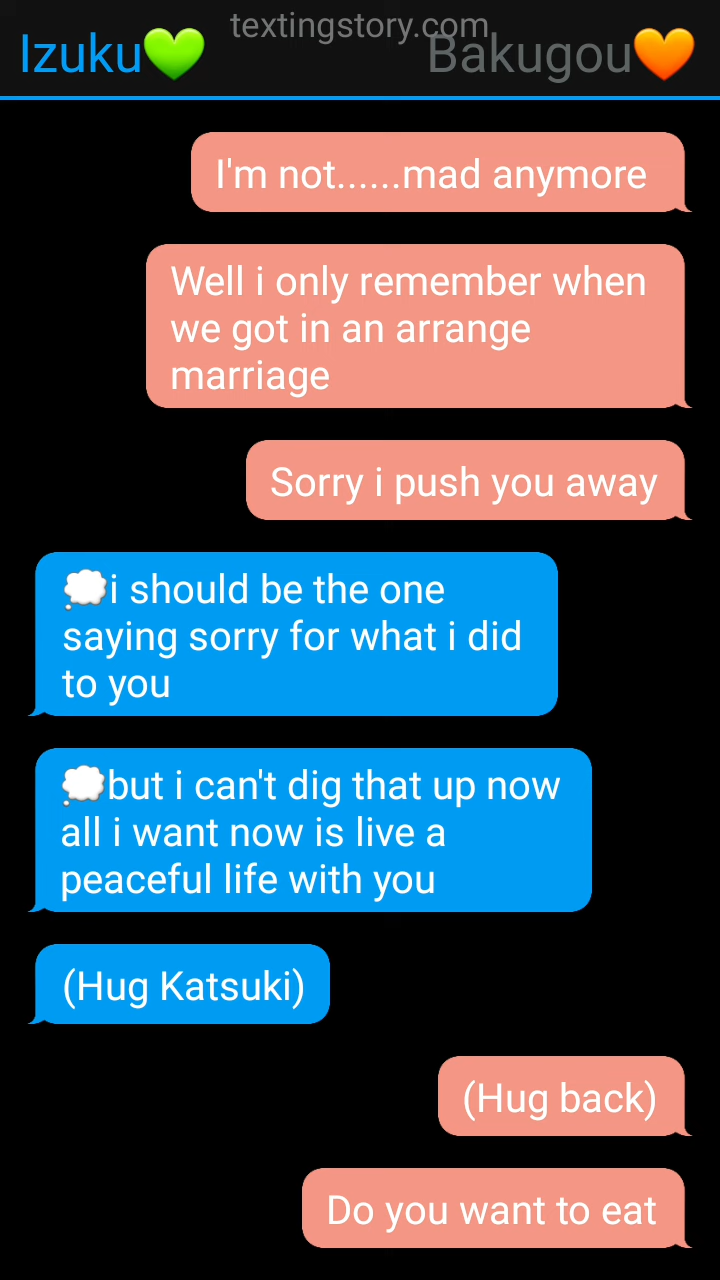 textingstory.com
Izuku💚 Bakugou🧡
I'm not......mad anymore
Well i only remember when
we got in an arrange
marriage
Sorry i push you away
💭i should be the one
saying sorry for what i did
to you
💭but i can't dig that up now
all i want now is live a
peaceful life with you
(Hug Katsuki)
(Hug back)
Do you want to eat